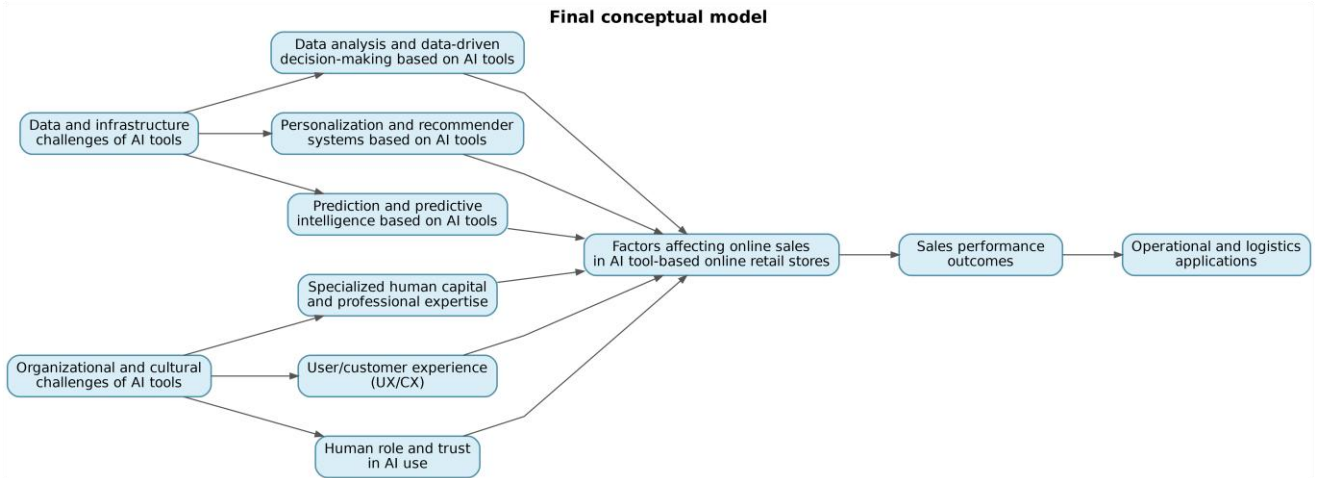 Final conceptual model
Data analysis and data-driven
decision-making based on AI tools
Data and infrastructure
challenges of AI tools
Personalization and recommender
systems based on AI tools
Prediction and predictive
intelligence based on AI tools
Factors affecting online sales
in AI tool-based online retail stores
Sales performance
outcomes
Operational and logistics
applications
Specialized human capital
and professional expertise
Organizational and cultural
challenges of AI tools
User/customer experience
(UX/CX)
Human role and trust
in AI use